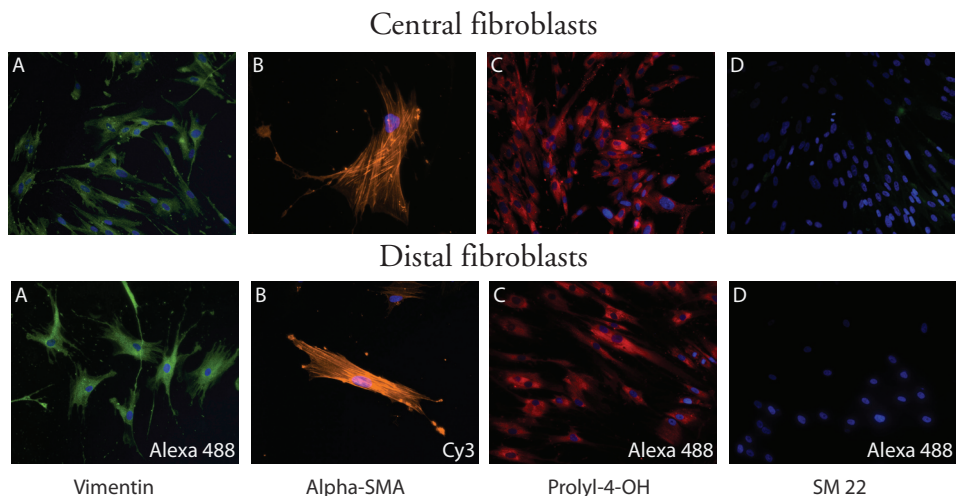 Central fibroblasts
A
B
C
D
Distal fibroblasts
A
B
C
D
Alexa 488
Cy3
Alexa 488
Alexa 488
Vimentin
Alpha-SMA
Prolyl-4-OH
SM 22